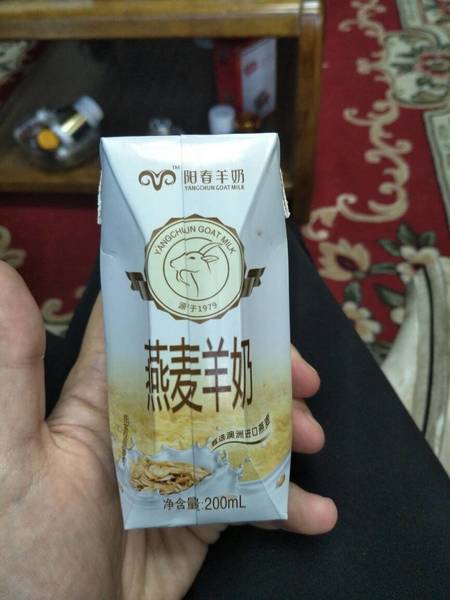 TM
阳春羊奶
YANGCHUN GOAT MILK
YANGCHUN GOAT MILK
源于1979
燕麦羊奶
甄选澳洲进口燕麦
净含量:200mL